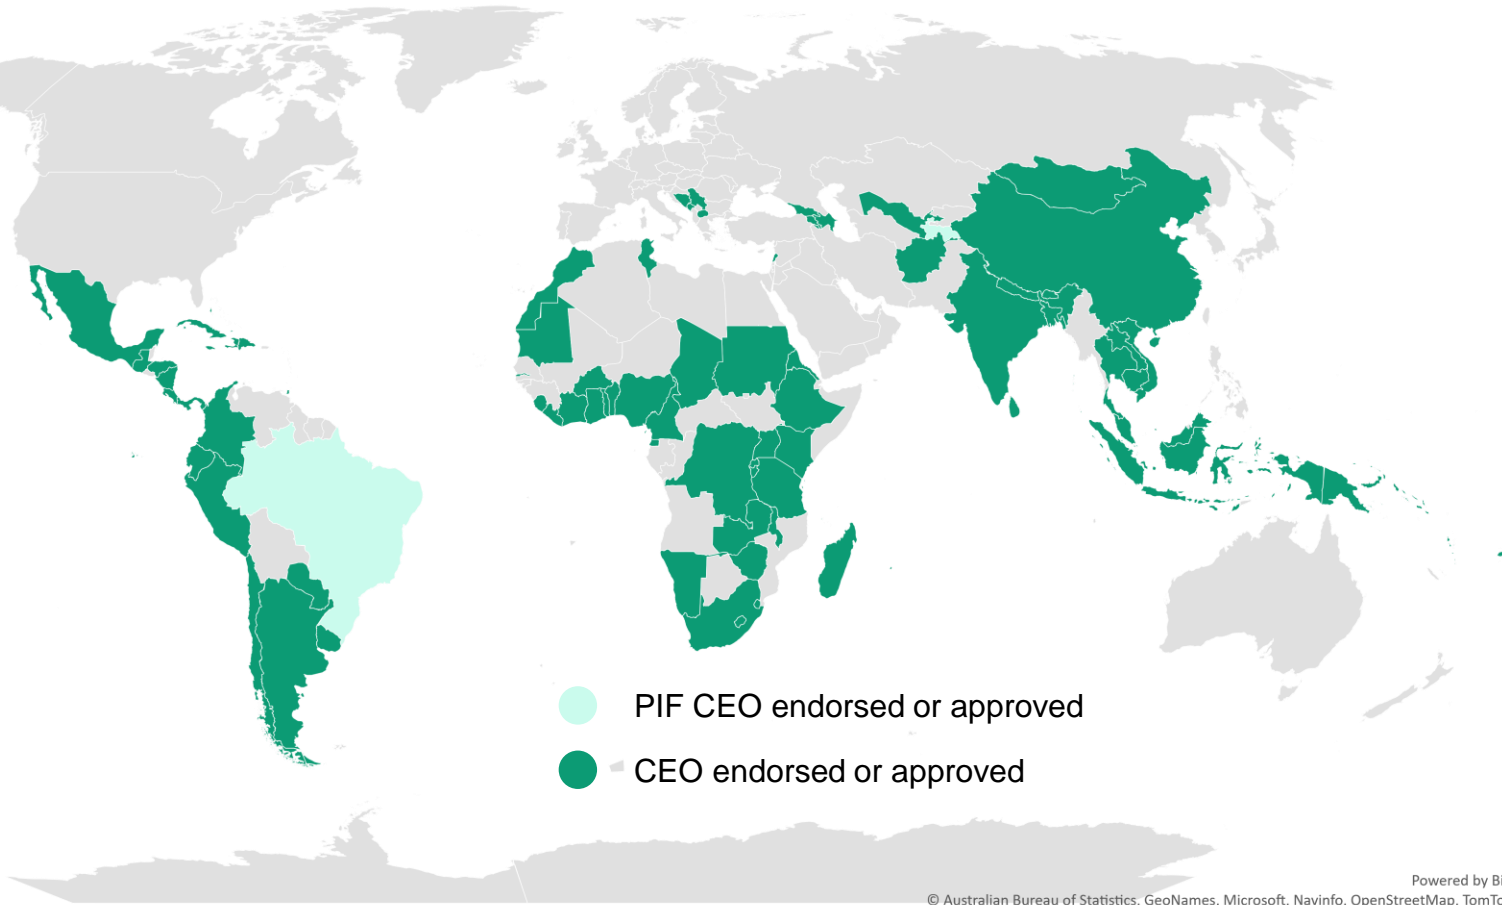 PIF CEO endorsed or approved
CEO endorsed or approved
Powered by
© Australian Bureau of Statistics, GeoNames, Microsoft, Navinfo, OpenStreetMap,